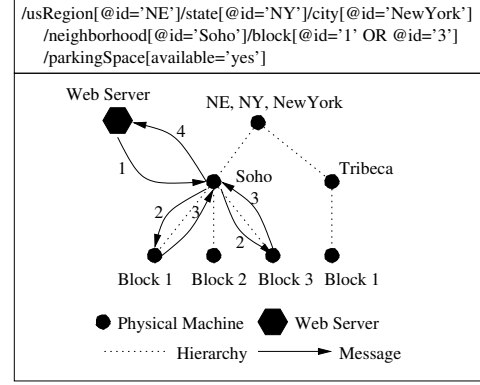 /usRegion[@id='NE']/state[@id='NY']/city[@id='NewYork']
/neighborhood[@id='Soho']/block[@id='1' OR @id='3']
/parkingSpace[available='yes']
Web Server
NE, NY, NewYork
4
1
Soho
Tribeca
2
3
3
2
Block 1
Block 2
Block 3
Block 1
Physical Machine
Web Server
Hierarchy
Message